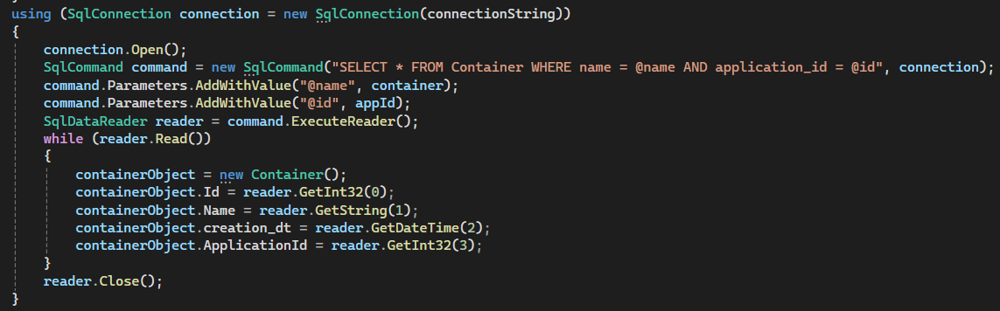 using (SqlConnection connection = new SqlConnection(connectionString))
{
    connection.Open();
    SqlCommand command = new SqlCommand("SELECT * FROM Container WHERE name = @name AND application_id = @id", connection);
    command.Parameters.AddWithValue("@name", container);
    command.Parameters.AddWithValue("@id", appId);
    SqlDataReader reader = command.ExecuteReader();
    while (reader.Read())
    {
        containerObject = new Container();
        containerObject.Id = reader.GetInt32(0);
        containerObject.Name = reader.GetString(1);
        containerObject.creation_dt = reader.GetDateTime(2);
        containerObject.ApplicationId = reader.GetInt32(3);
    }
    reader.Close();
}